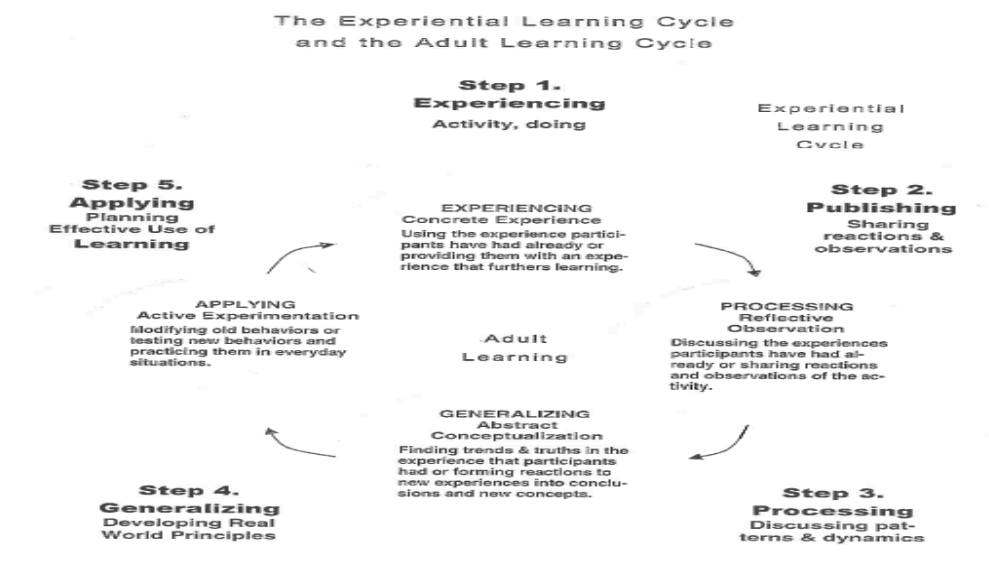 The Experiential Learning Cycle
and the Adult Learning Cycle
Step 1.
Experiencing
Activity, doing
Experiential
Learning
Cycle
Step 5.
Applying
Planning
Effective Use of
Learning
Step 2.
Publishing
Sharing
reactions &
observations
EXPERIENCING
Concrete Experience
Using the experience partici-
pants have had already or
providing them with an expe-
rience that furthers learning.
APPLYING
Active Experimentation
Modifying old behaviors or
testing new behaviors and
practicing them in everyday
situations.
Adult
Learning
PROCESSING
Reflective
Observation
Discussing the experiences
participants have had al-
ready or sharing reactions
and observations of the ac-
tivity.
GENERALIZING
Abstract
Conceptualization
Finding trends & truths in the
experience that participants
had or forming reactions to
new experiences into conclu-
sions and new concepts.
Step 4.
Generalizing
Developing Real
World Principles
Step 3.
Processing
Discussing pat-
terns & dynamics